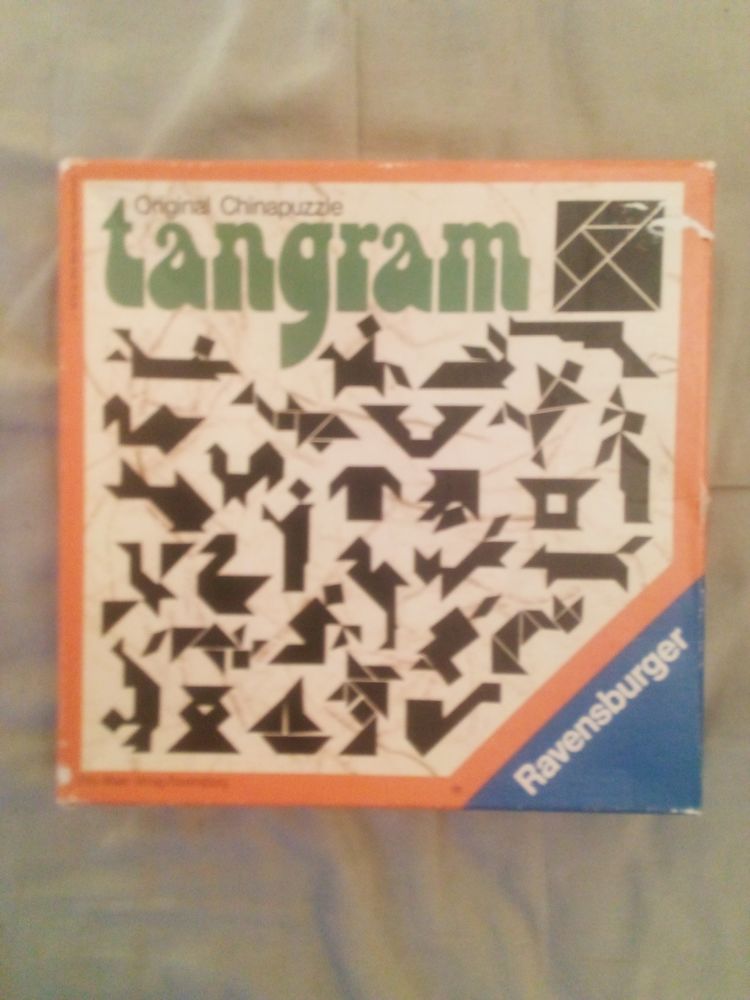 Original Chinapuzzle
tangram
Ravensburger